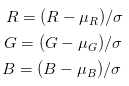 R = (R − μ_R)/σ
G = (G − μ_G)/σ
B = (B − μ_B)/σ